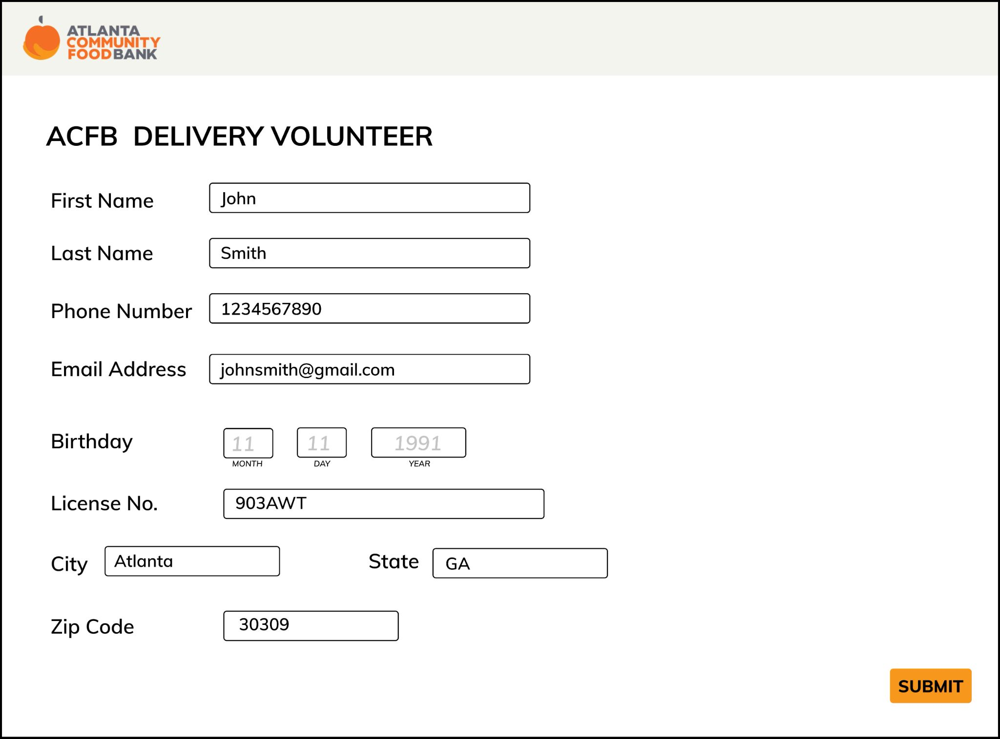 ATLANTA
COMMUNITY
FOODBANK
ACFB DELIVERY VOLUNTEER
First Name John
Last Name Smith
Phone Number 1234567890
Email Address johnsmith@gmail.com
Birthday 11 11 1991
MONTH DAY YEAR
License No. 903AWT
City Atlanta State GA
Zip Code 30309
SUBMIT